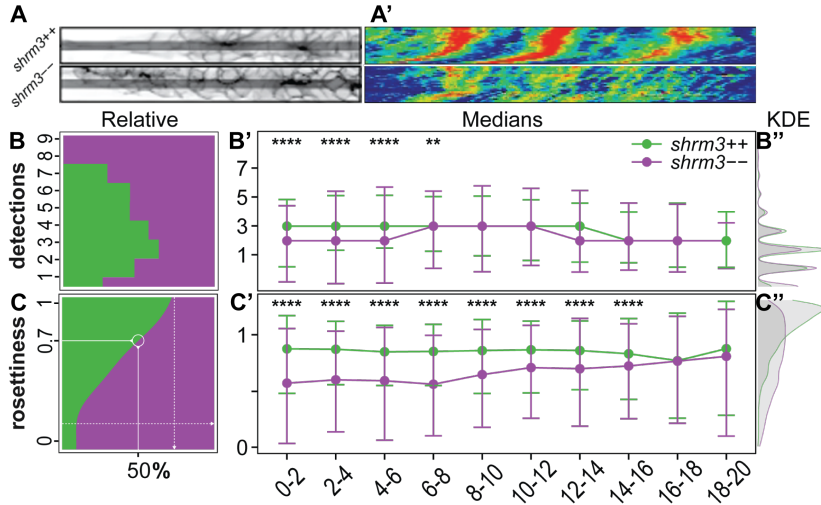 A
A'
shrm3++
shrm3−−
Relative
Medians
KDE
B
B'
B''
detections
9
8
7
6
5
4
3
2
1
7
5
3
1
**** **** **** **
shrm3++
shrm3−−
C
C'
C''
rosettiness
1
0.7
0
50%
1
0
**** **** **** **** **** **** **** ****
0-2 2-4 4-6 6-8 8-10 10-12 12-14 14-16 16-18 18-20